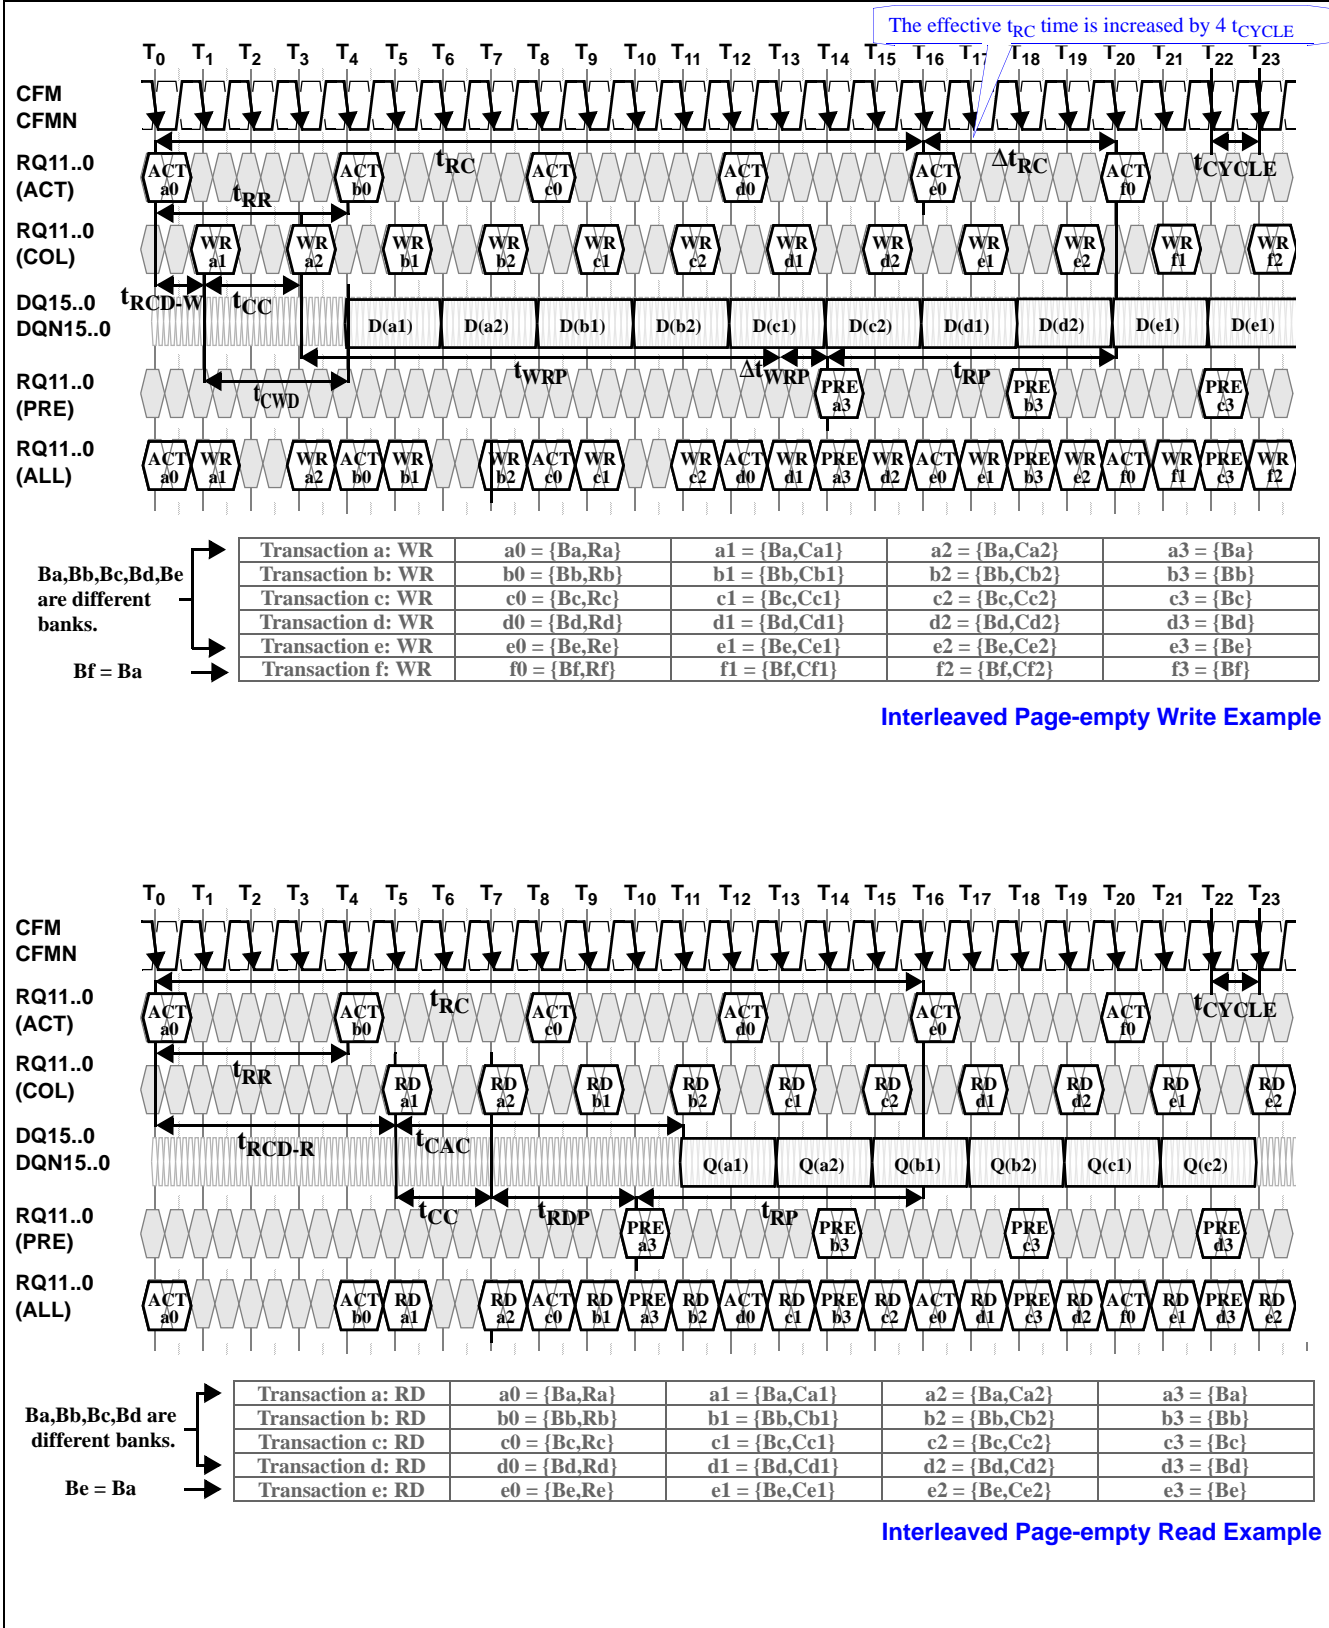 The effective tRC time is increased by 4 tCYCLE
T0 T1 T2 T3 T4 T5 T6 T7 T8 T9 T10 T11 T12 T13 T14 T15 T16 T17 T18 T19 T20 T21 T22 T23
CFM
CFMN
RQ11..0
(ACT)
ACT a0 ACT b0 ACT c0 ACT d0 ACT e0 ACT f0
tRC ΔtRC tCYCLE
tRR
RQ11..0
(COL)
WR a1 WR a2 WR b1 WR b2 WR c1 WR c2 WR d1 WR d2 WR e1 WR e2 WR f1 WR f2
tRCD-W tCC
DQ15..0
DQN15..0
D(a1) D(a2) D(b1) D(b2) D(c1) D(c2) D(d1) D(d2) D(e1) D(e1)
tWRP ΔtWRP tRP
tCWD
RQ11..0
(PRE)
PRE a3 PRE b3 PRE c3
RQ11..0
(ALL)
ACT a0 WR a1 WR a2 ACT b0 WR b1 WR b2 ACT c0 WR c1 WR c2 ACT d0 WR d1 PRE a3 WR d2 ACT e0 WR e1 PRE b3 WR e2 ACT f0 WR f1 PRE c3 WR f2
Ba,Bb,Bc,Bd,Be
are different
banks.
Bf = Ba
Transaction a: WR a0 = {Ba,Ra} a1 = {Ba,Ca1} a2 = {Ba,Ca2} a3 = {Ba}
Transaction b: WR b0 = {Bb,Rb} b1 = {Bb,Cb1} b2 = {Bb,Cb2} b3 = {Bb}
Transaction c: WR c0 = {Bc,Rc} c1 = {Bc,Cc1} c2 = {Bc,Cc2} c3 = {Bc}
Transaction d: WR d0 = {Bd,Rd} d1 = {Bd,Cd1} d2 = {Bd,Cd2} d3 = {Bd}
Transaction e: WR e0 = {Be,Re} e1 = {Be,Ce1} e2 = {Be,Ce2} e3 = {Be}
Transaction f: WR f0 = {Bf,Rf} f1 = {Bf,Cf1} f2 = {Bf,Cf2} f3 = {Bf}
Interleaved Page-empty Write Example
T0 T1 T2 T3 T4 T5 T6 T7 T8 T9 T10 T11 T12 T13 T14 T15 T16 T17 T18 T19 T20 T21 T22 T23
CFM
CFMN
RQ11..0
(ACT)
ACT a0 ACT b0 ACT c0 ACT d0 ACT e0 ACT f0
tRC tCYCLE
tRR
RQ11..0
(COL)
RD a1 RD a2 RD b1 RD b2 RD c1 RD c2 RD d1 RD d2 RD e1 RD e2
tRCD-R tCAC
DQ15..0
DQN15..0
Q(a1) Q(a2) Q(b1) Q(b2) Q(c1) Q(c2)
tCC tRDP tRP
RQ11..0
(PRE)
PRE a3 PRE b3 PRE c3 PRE d3
RQ11..0
(ALL)
ACT a0 ACT b0 RD a1 RD a2 ACT c0 RD b1 PRE a3 RD b2 ACT d0 RD c1 PRE b3 RD c2 ACT e0 RD d1 PRE c3 RD d2 ACT f0 RD e1 PRE d3 RD e2
Ba,Bb,Bc,Bd are
different banks.
Be = Ba
Transaction a: RD a0 = {Ba,Ra} a1 = {Ba,Ca1} a2 = {Ba,Ca2} a3 = {Ba}
Transaction b: RD b0 = {Bb,Rb} b1 = {Bb,Cb1} b2 = {Bb,Cb2} b3 = {Bb}
Transaction c: RD c0 = {Bc,Rc} c1 = {Bc,Cc1} c2 = {Bc,Cc2} c3 = {Bc}
Transaction d: RD d0 = {Bd,Rd} d1 = {Bd,Cd1} d2 = {Bd,Cd2} d3 = {Bd}
Transaction e: RD e0 = {Be,Re} e1 = {Be,Ce1} e2 = {Be,Ce2} e3 = {Be}
Interleaved Page-empty Read Example